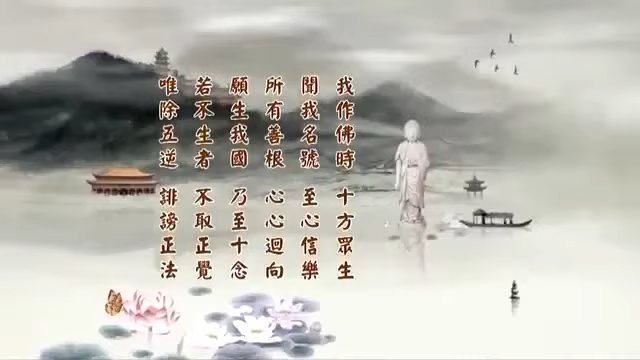 我作佛時 十方眾生
聞我名號 至心信樂
所有善根 心心迴向
願生我國 乃至十念
若不生者 不取正覺
唯除五逆 誹謗正法